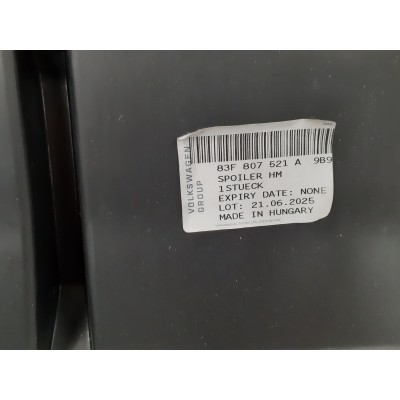 VOLKSWAGEN
GROUP
83F 807 521 A 9B9
SPOILER HM
1STUECK
EXPIRY DATE: NONE
LOT: 21.06.2025
MADE IN HUNGARY